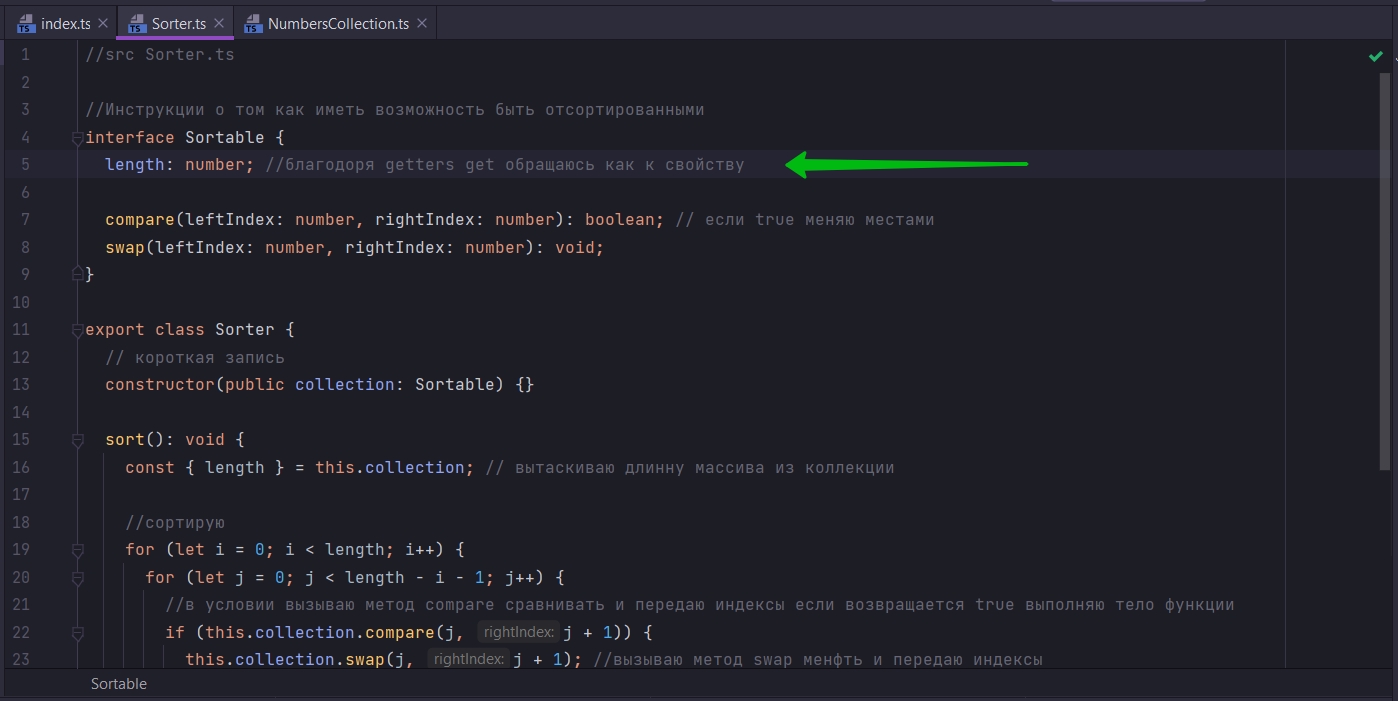 index.ts Sorter.ts NumbersCollection.ts
1 //src Sorter.ts
2
3 //Инструкции о том как иметь возможность быть отсортированными
4 interface Sortable {
5 length: number; //благодоря getters get обращаюсь как к свойству
6
7 compare(leftIndex: number, rightIndex: number): boolean; // если true меняю местами
8 swap(leftIndex: number, rightIndex: number): void;
9 }
10
11 export class Sorter {
12 // короткая запись
13 constructor(public collection: Sortable) {}
14
15 sort(): void {
16 const { length } = this.collection; // вытаскиваю длинну массива из коллекции
17
18 //сортирую
19 for (let i = 0; i < length; i++) {
20 for (let j = 0; j < length - i - 1; j++) {
21 //в условии вызываю метод compare сравнивать и передаю индексы если возвращается true выполняю тело функции
22 if (this.collection.compare(j, rightIndex: j + 1)) {
23 this.collection.swap(j, rightIndex: j + 1); //вызываю метод swap менфть и передаю индексы
Sortable